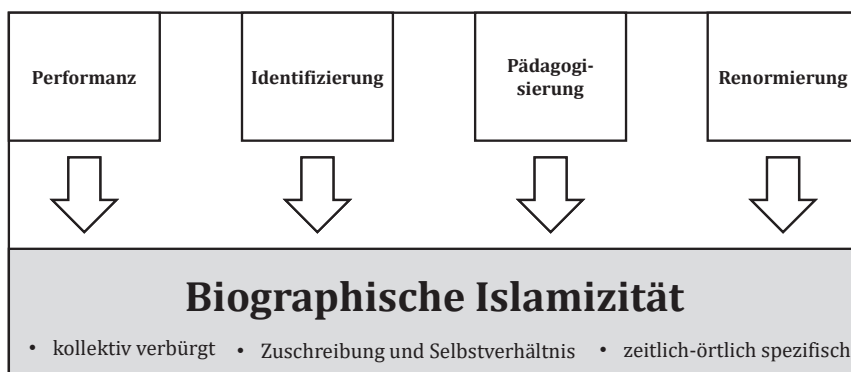 Performanz
Identifizierung
Pädagogi-
sierung
Renormierung
Biographische Islamizität
• kollektiv verbürgt • Zuschreibung und Selbstverhältnis • zeitlich-örtlich spezifisch